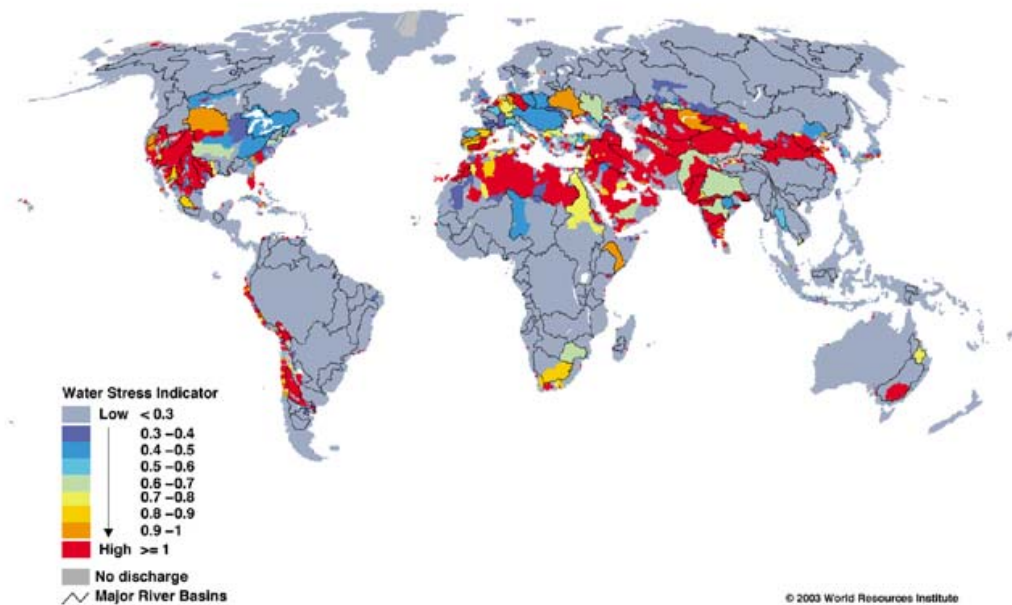 Water Stress Indicator
Low < 0.3
0.3 –0.4
0.4 –0.5
0.5 –0.6
0.6 –0.7
0.7 –0.8
0.8 –0.9
0.9 –1
High >= 1
No discharge
Major River Basins
© 2003 World Resources Institute